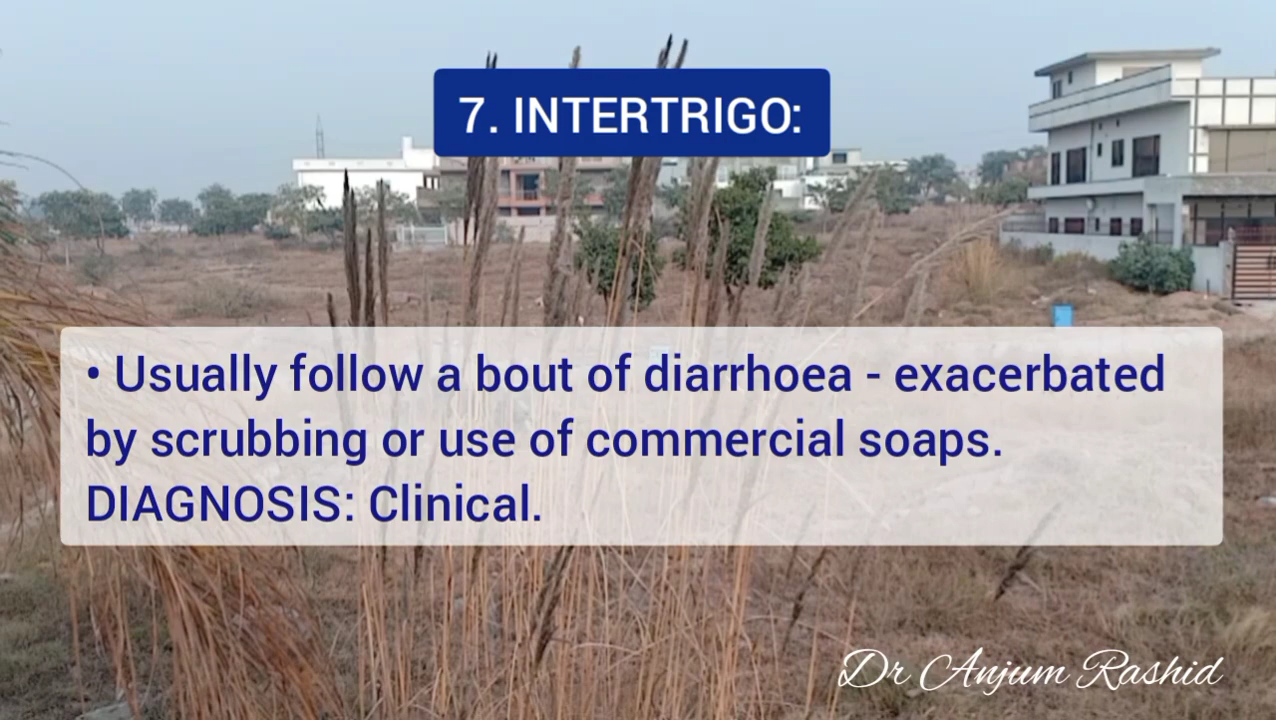 7. INTERTRIGO:
• Usually follow a bout of diarrhoea - exacerbated
by scrubbing or use of commercial soaps.
DIAGNOSIS: Clinical.
Dr Anjum Rashid